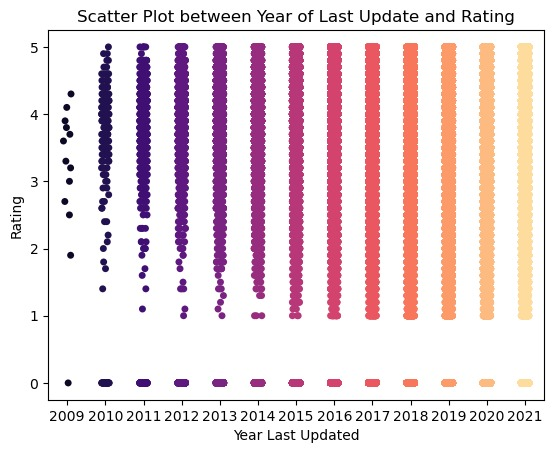 Scatter Plot between Year of Last Update and Rating
5
4
3
2
1
0
Rating
2009 2010 2011 2012 2013 2014 2015 2016 2017 2018 2019 2020 2021
Year Last Updated